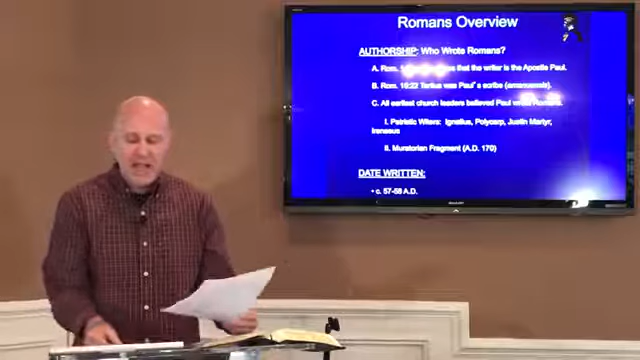 Romans Overview
AUTHORSHIP: Who Wrote Romans?
A. Rom. that the writer is the Apostle Paul.
B. Rom. 16:22 Tertius was Paul's scribe (amanuensis).
C. All earliest church leaders believed Paul wrote Romans.
I. Patristic Writers: Ignatius, Polycarp, Justin Martyr,
Irenaeus
II. Muratorian Fragment (A.D. 170)
DATE WRITTEN:
• c. 57-58 A.D.